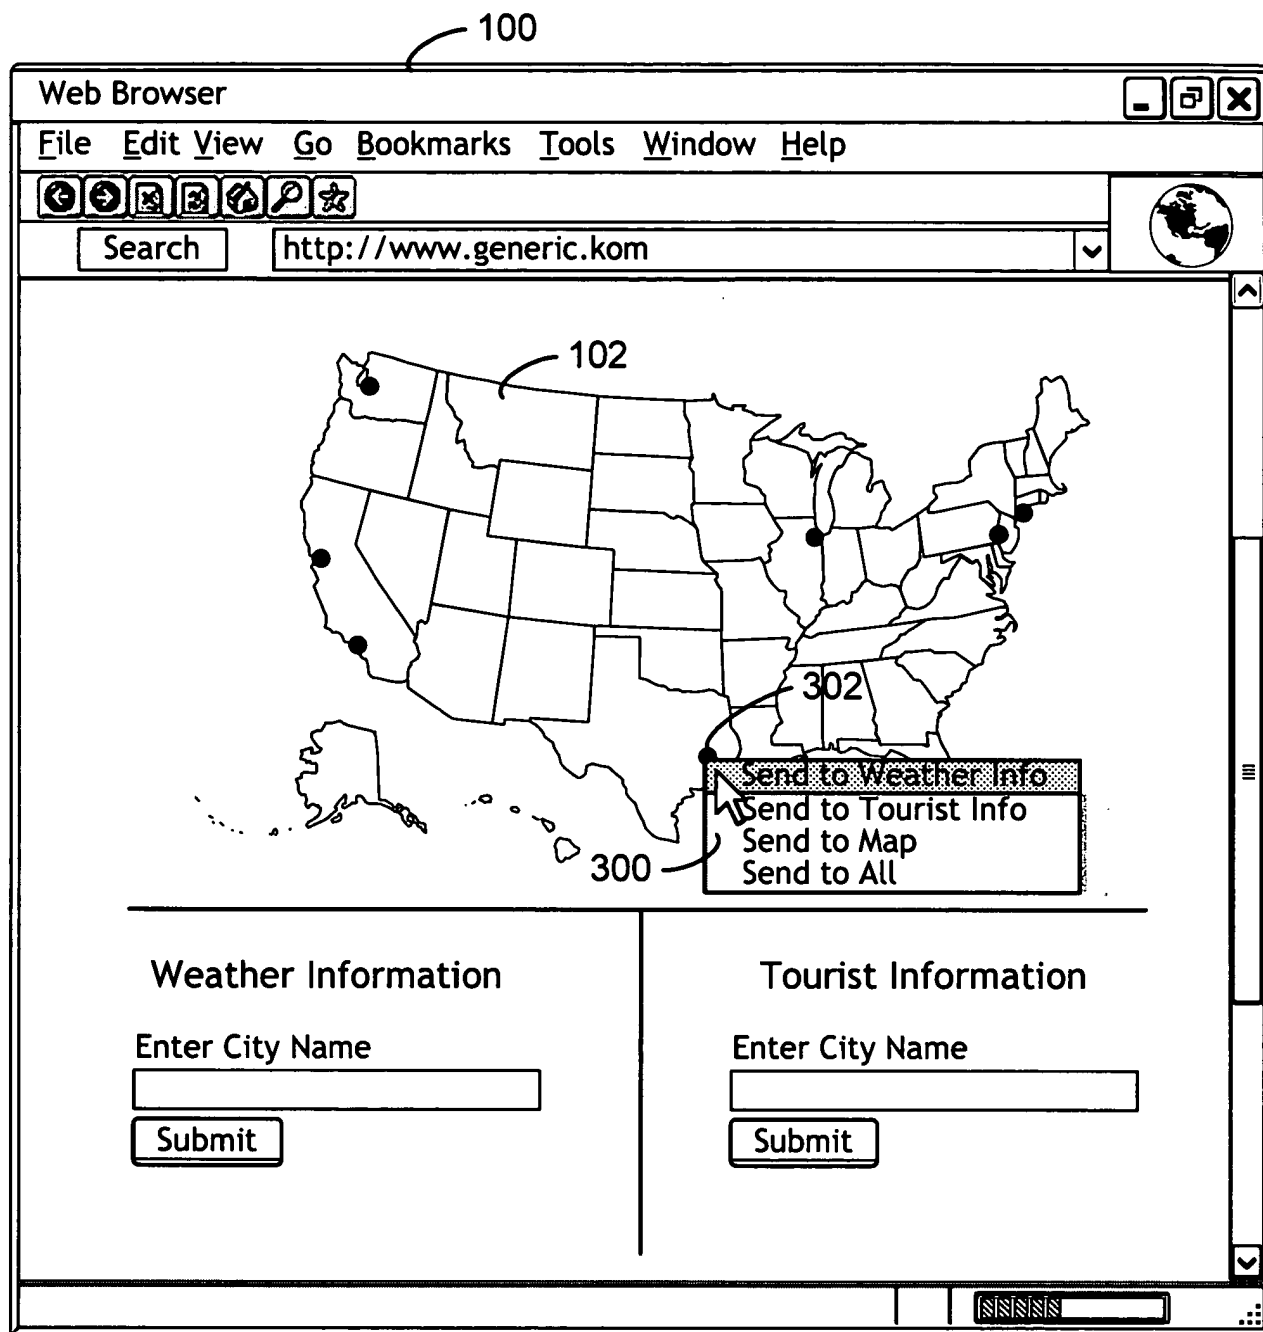 100
Web Browser
File Edit View Go Bookmarks Tools Window Help
Search http://www.generic.kom
102
302
Send to Weather Info
Send to Tourist Info
Send to Map
Send to All
300
Weather Information Tourist Information
Enter City Name Enter City Name
Submit Submit